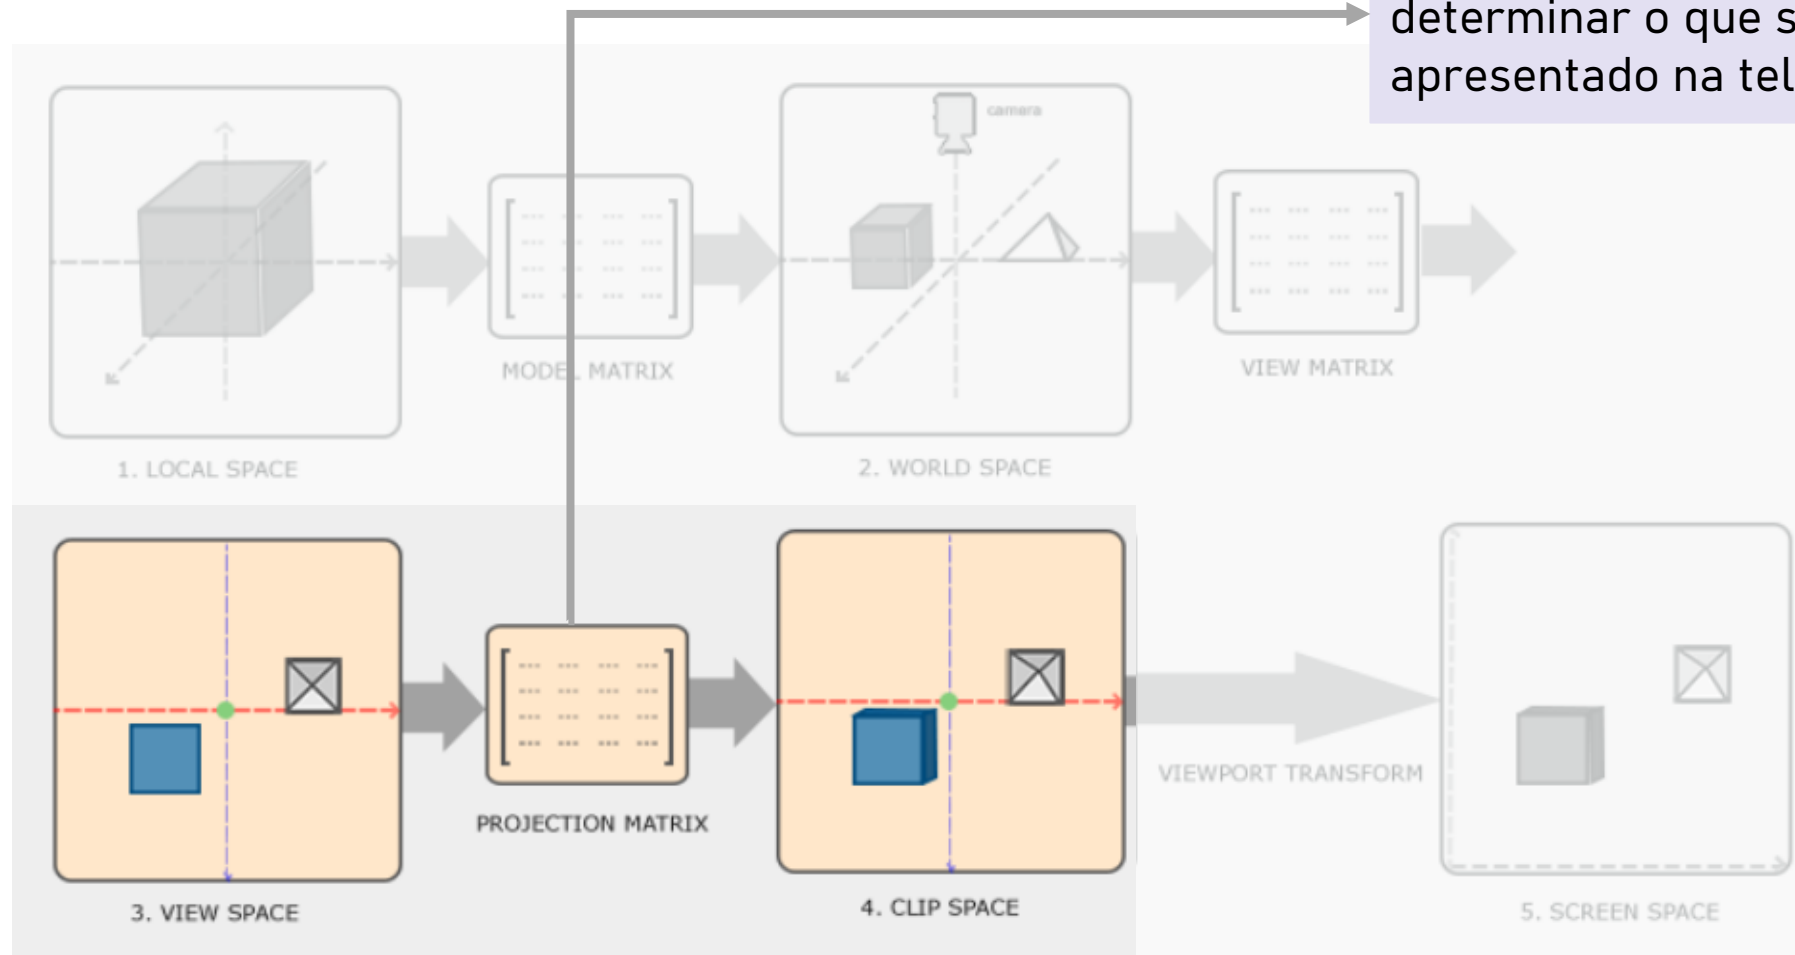 determinar o que s
apresentado na tel
camera
MODEL MATRIX
VIEW MATRIX
1. LOCAL SPACE
2. WORLD SPACE
PROJECTION MATRIX
VIEWPORT TRANSFORM
3. VIEW SPACE
4. CLIP SPACE
5. SCREEN SPACE